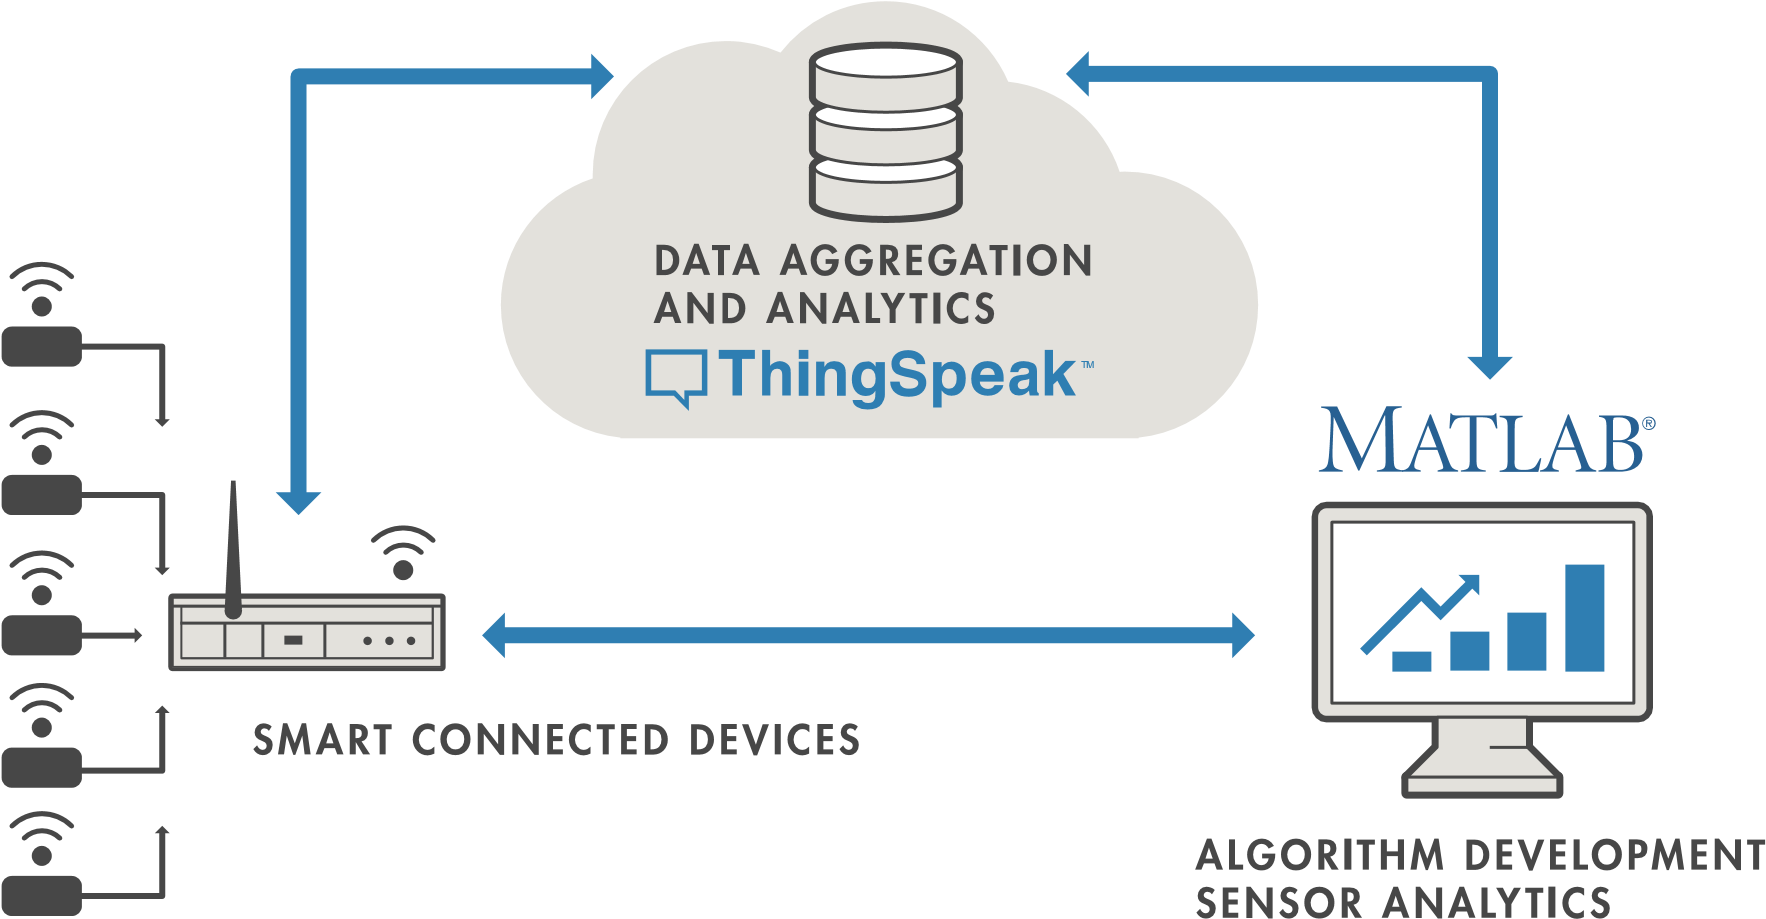 DATA AGGREGATION
AND ANALYTICS
ThingSpeak™
MATLAB®
SMART CONNECTED DEVICES
ALGORITHM DEVELOPMENT
SENSOR ANALYTICS